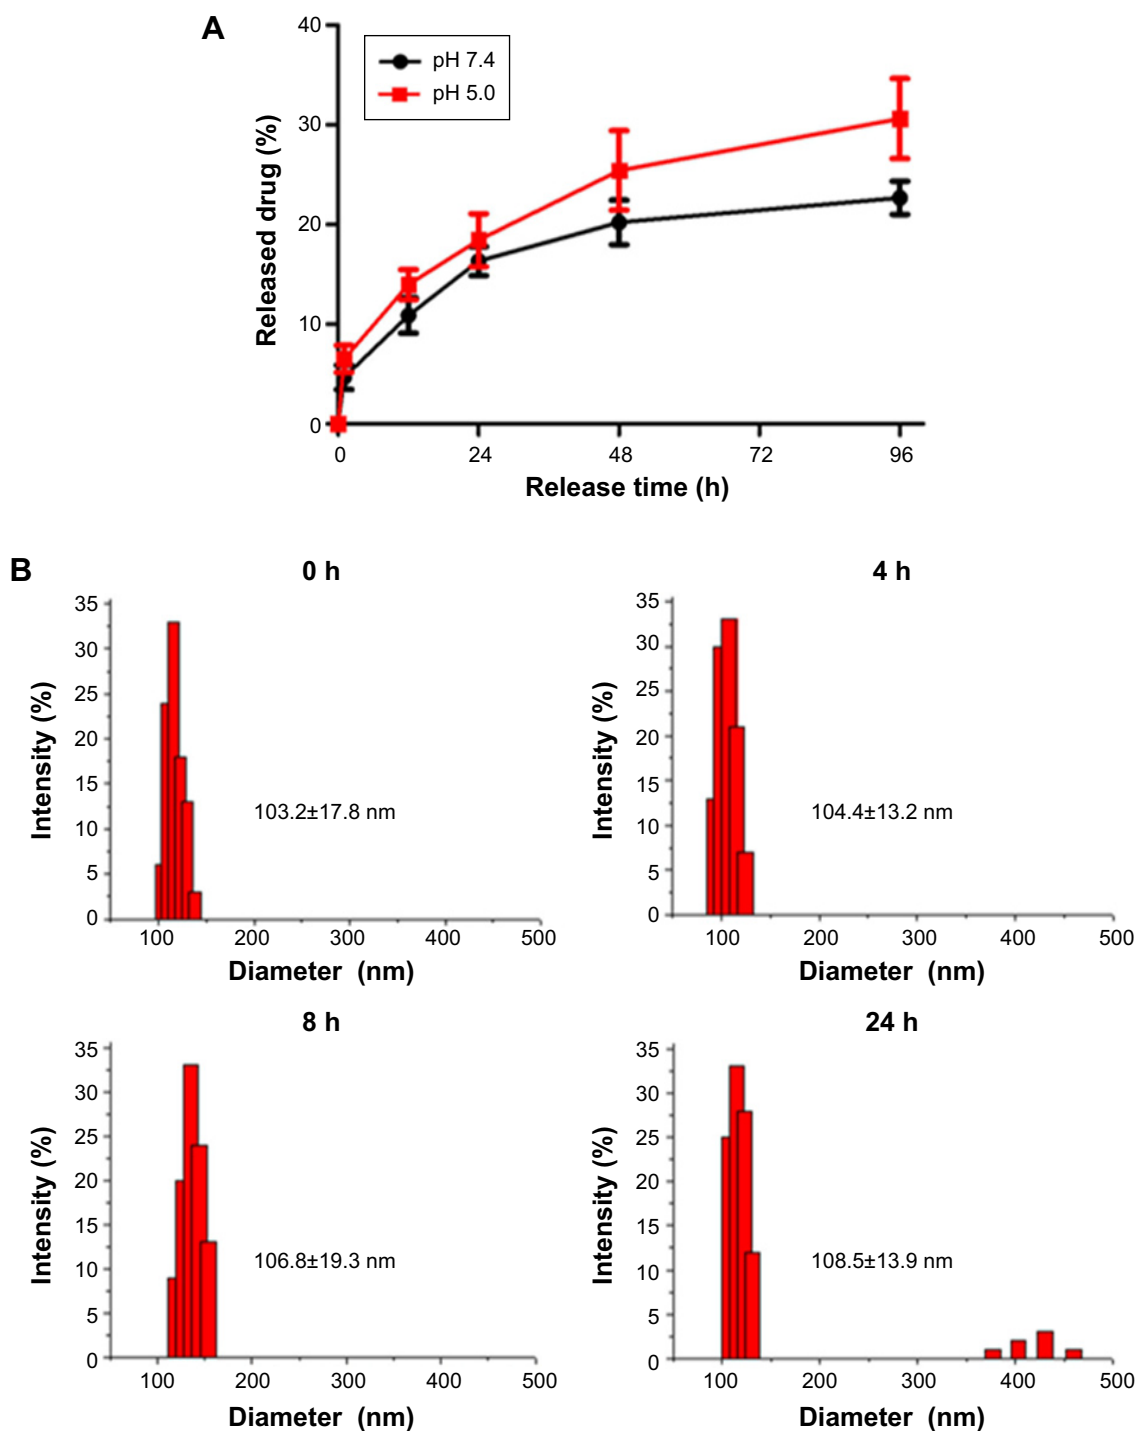 A
40
30
20
10
0
pH 7.4
pH 5.0
Released drug (%)
0 24 48 72 96
Release time (h)
B
0 h
35
30
25
20
15
10
5
0
Intensity (%)
103.2±17.8 nm
100 200 300 400 500
Diameter (nm)
4 h
35
30
25
20
15
10
5
0
Intensity (%)
104.4±13.2 nm
100 200 300 400 500
Diameter (nm)
8 h
35
30
25
20
15
10
5
0
Intensity (%)
106.8±19.3 nm
100 200 300 400 500
Diameter (nm)
24 h
35
30
25
20
15
10
5
0
Intensity (%)
108.5±13.9 nm
100 200 300 400 500
Diameter (nm)